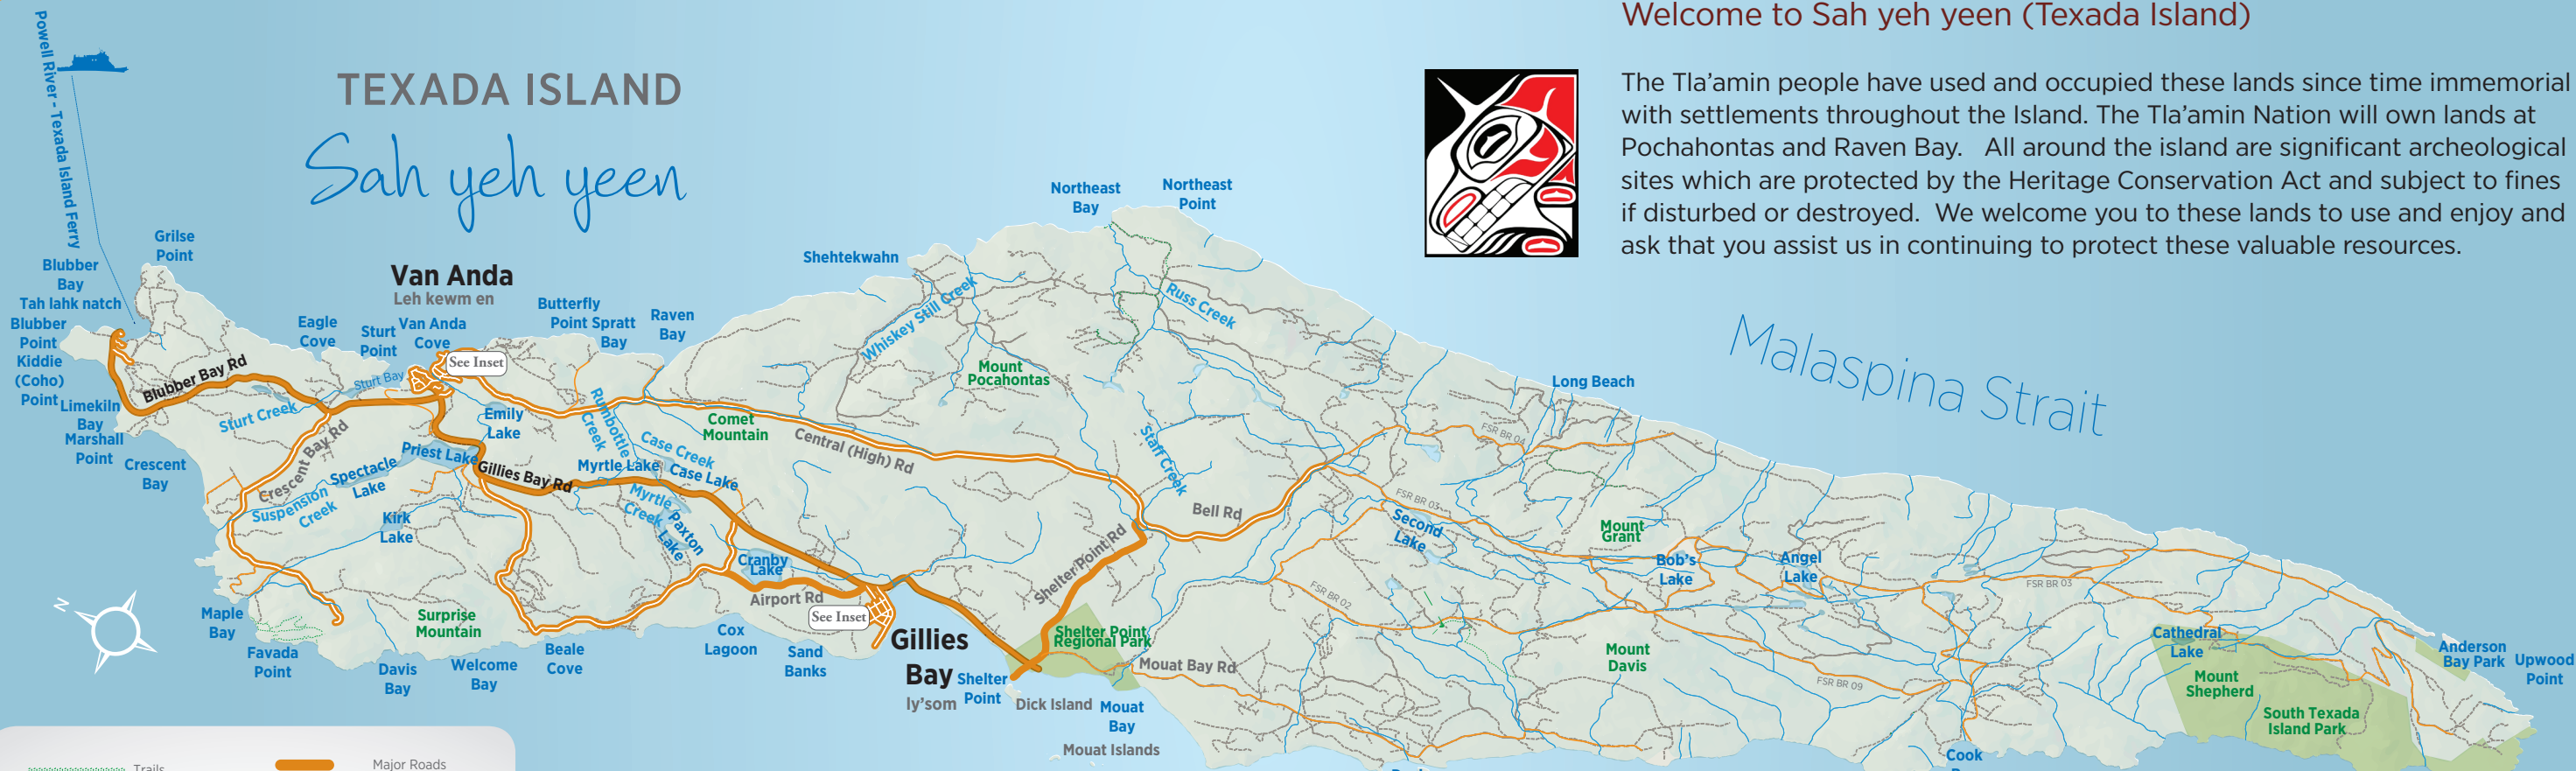 Welcome to Sah yeh yeen (Texada Island)
The Tla'amin people have used and occupied these lands since time immemorial
with settlements throughout the Island. The Tla'amin Nation will own lands at
Pochahontas and Raven Bay. All around the island are significant archeological
sites which are protected by the Heritage Conservation Act and subject to fines
if disturbed or destroyed. We welcome you to these lands to use and enjoy and
ask that you assist us in continuing to protect these valuable resources.
TEXADA ISLAND
Sah yeh yeen
Powell River - Texada Island Ferry
Malaspina Strait
Grilse
Point
Blubber
Bay
Tah lahk natch
Blubber
Point
Kiddie
(Coho)
Point
Limekiln
Bay
Marshall
Point
Crescent
Bay
Blubber Bay Rd
Eagle
Cove
Sturt
Point
Van Anda
Leh kewm en
Van Anda
Cove
See Inset
Sturt Bay
Sturt Creek
Butterfly
Point
Spratt
Bay
Raven
Bay
Shehtekwahn
Northeast
Bay
Northeast
Point
Whiskey Still Creek
Russ Creek
Mount
Pocahontas
Long Beach
Emily
Lake
Rumbottle
Creek
Case Creek
Comet
Mountain
Central (High) Rd
Crescent Bay Rd
Priest Lake
Spectacle
Lake
Suspension
Creek
Kirk
Lake
Gillies Bay Rd
Myrtle Lake
Case Lake
Myrtle
Creek
Paxton
Lake
Cranby
Lake
Airport Rd
See Inset
Staff Creek
Bell Rd
Shelter Point Rd
FSR BR 04
FSR BR 03
Second
Lake
FSR BR 02
Mount
Grant
Bob's
Lake
Angel
Lake
FSR BR 03
Maple
Bay
Favada
Point
Surprise
Mountain
Davis
Bay
Welcome
Bay
Beale
Cove
Cox
Lagoon
Sand
Banks
Gillies
Bay
Iy'som
Shelter
Point
Shelter Point
Regional Park
Dick Island
Mouat
Bay
Mouat Islands
Mouat Bay Rd
Mount
Davis
FSR BR 09
Cathedral
Lake
Mount
Shepherd
South Texada
Island Park
Anderson
Bay Park
Upwood
Point
Cook
N
Trails
Major Roads